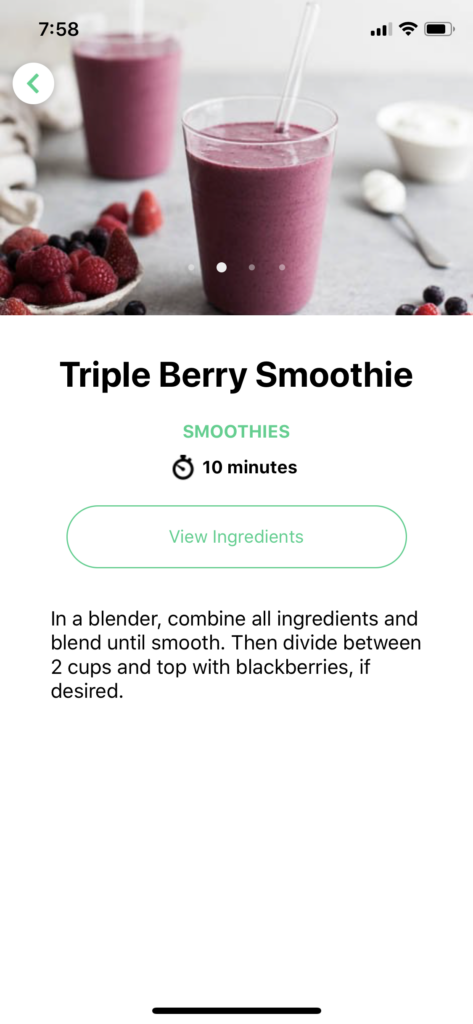 7:58
Triple Berry Smoothie
SMOOTHIES
10 minutes
View Ingredients
In a blender, combine all ingredients and
blend until smooth. Then divide between
2 cups and top with blackberries, if
desired.